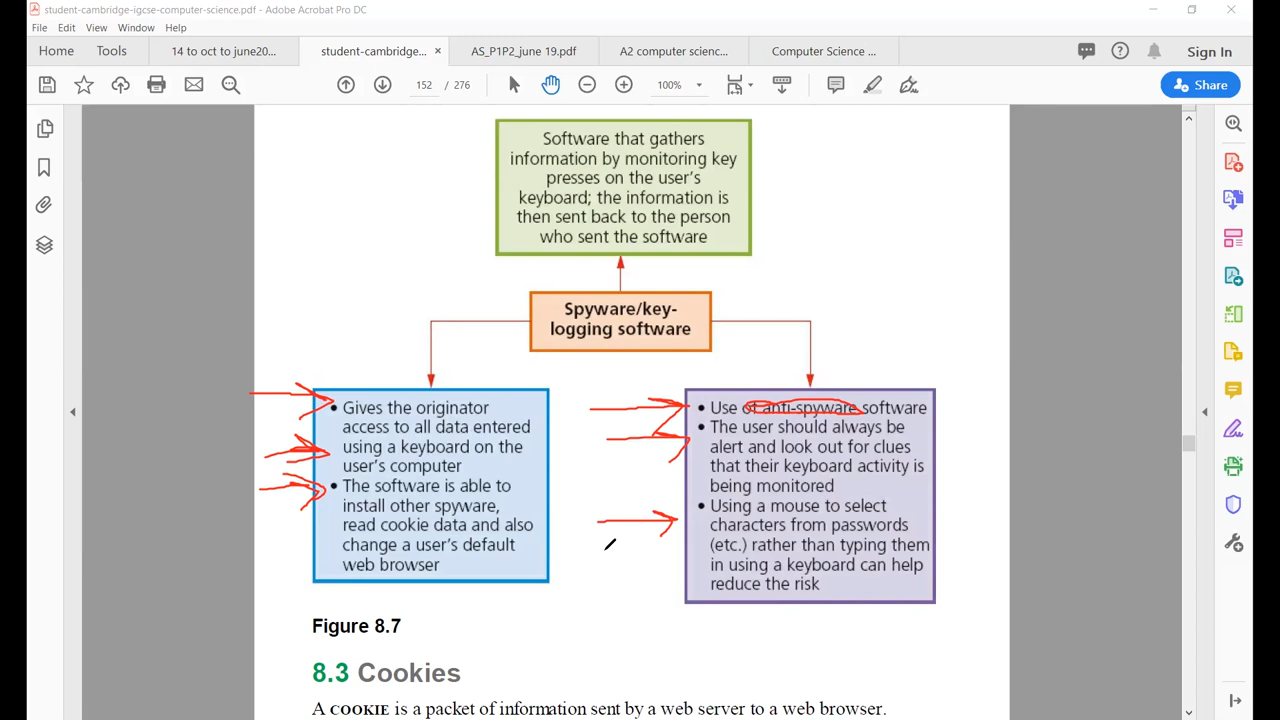 student-cambridge-igcse-computer-science.pdf - Adobe Acrobat Pro DC
File Edit View Window Help
Home Tools 14 to oct to june20... student-cambridge... × AS_P1P2_june 19.pdf A2 computer scienc... Computer Science ... Sign In
152 / 276 100% Share
Software that gathers
information by monitoring key
presses on the user's
keyboard; the information is
then sent back to the person
who sent the software
Spyware/key-
logging software
• Gives the originator
access to all data entered
using a keyboard on the
user's computer
• The software is able to
install other spyware,
read cookie data and also
change a user's default
web browser
• Use of anti-spyware software
• The user should always be
alert and look out for clues
that their keyboard activity is
being monitored
• Using a mouse to select
characters from passwords
(etc.) rather than typing them
in using a keyboard can help
reduce the risk
Figure 8.7
8.3 Cookies
A COOKIE is a packet of information sent by a web server to a web browser.